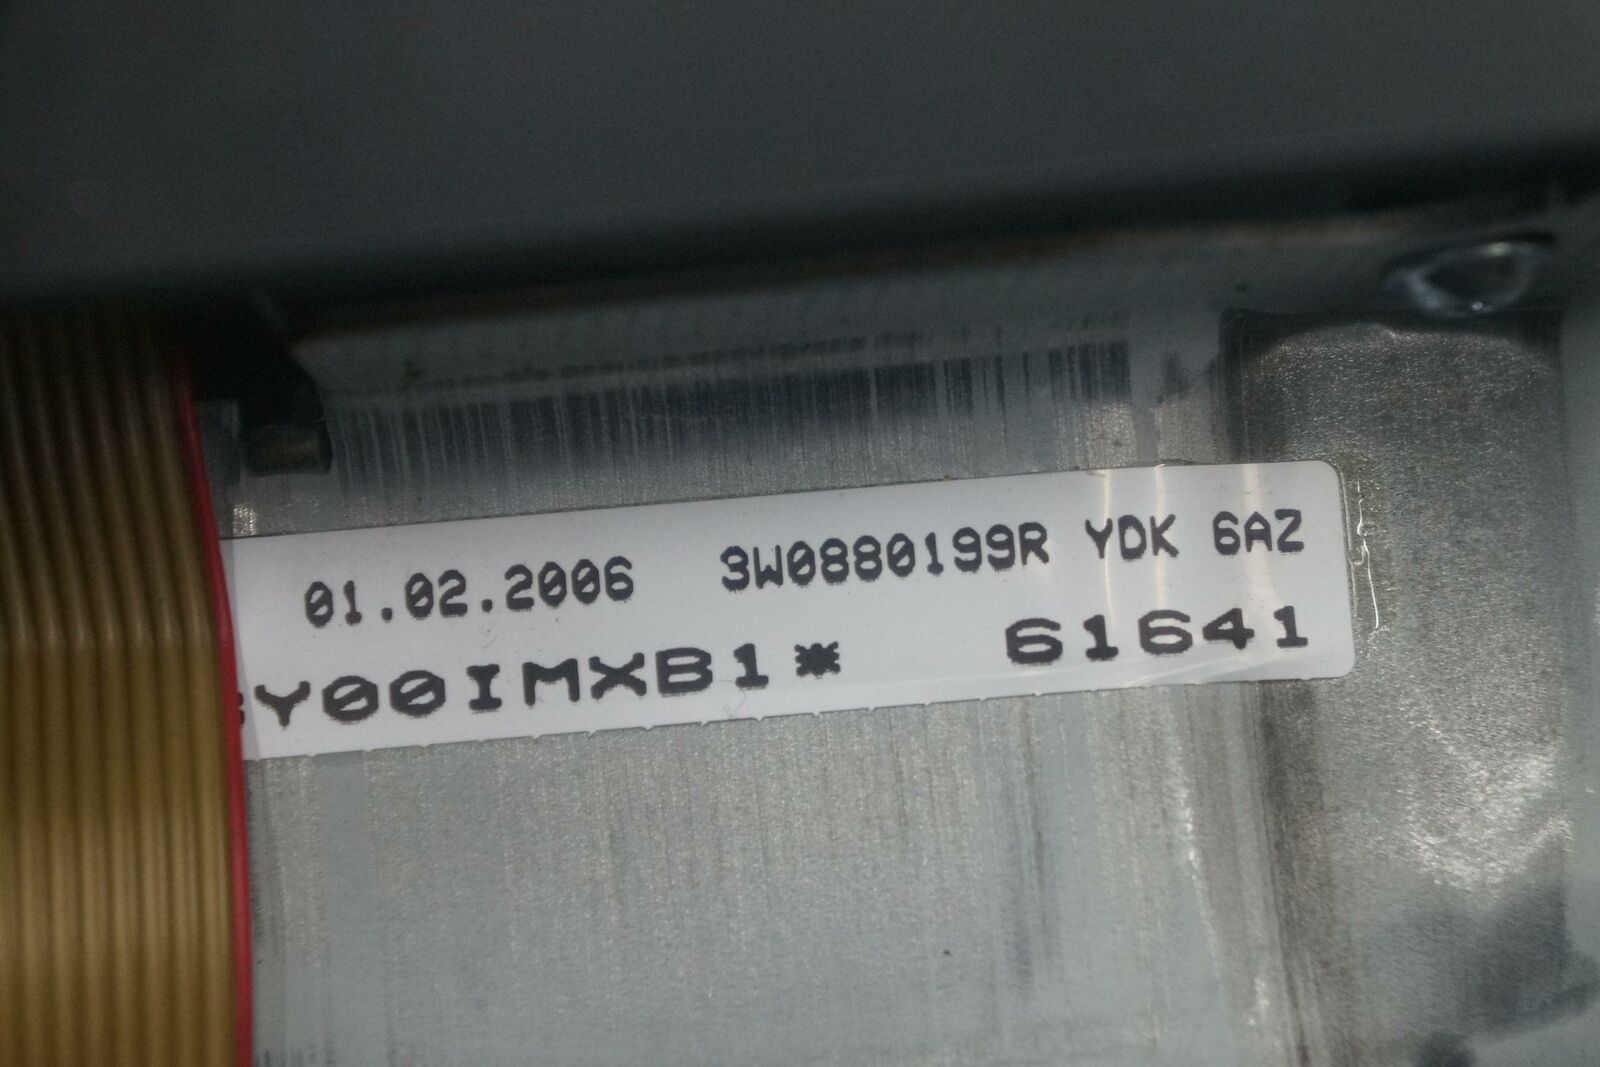 01.02.2006 3W0880199R YDK 6AZ
Y00IMXB1* 61641